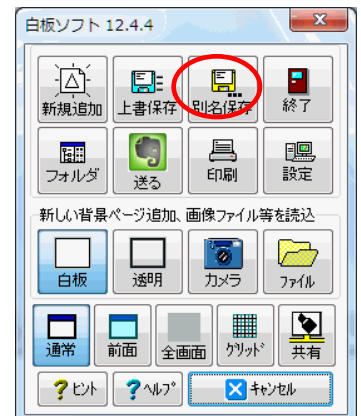 白板ソフト 12.4.4
新規追加 上書保存 別名保存 終了
フォルダ 送る 印刷 設定
新しい背景ページ追加、画像ファイル等を読込
白板 透明 カメラ ファイル
通常 前面 全画面 グリッド 共有
ヒント ヘルプ キャンセル